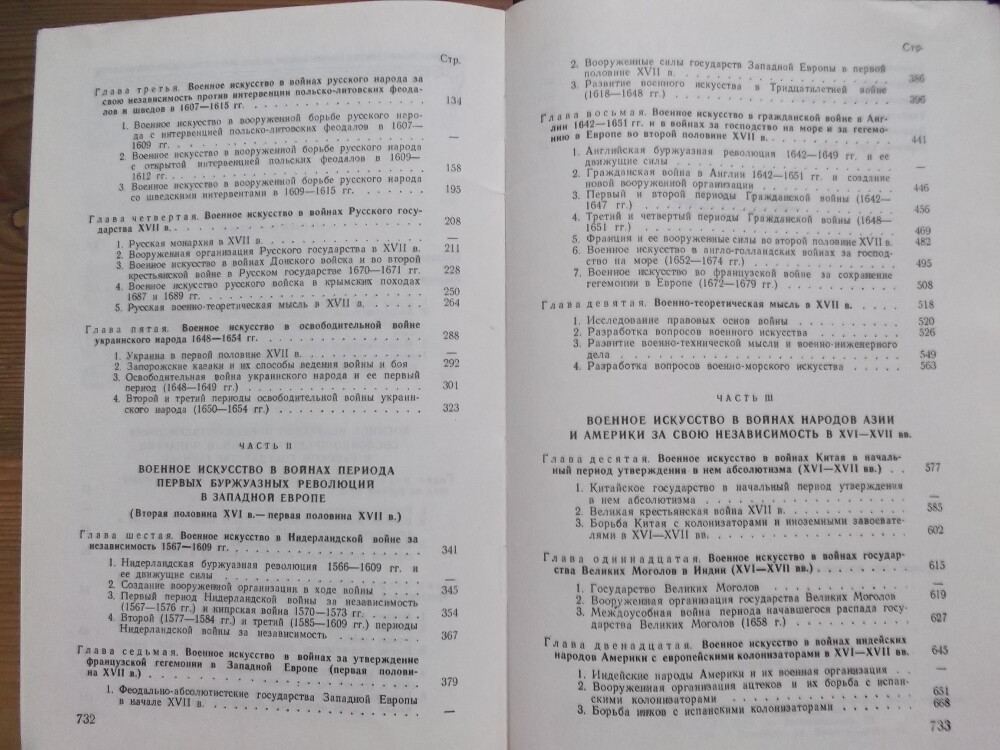 Стр.
Глава третья. Военное искусство в войнах русского народа за
свою независимость против интервенции польско-литовских феода-
лов и шведов в 1607—1615 гг. . . . . . . . . . . . 134
1. Военное искусство в вооруженной борьбе русского наро-
да с интервенцией польско-литовских феодалов в 1607—
1609 гг. . . . . . . . . . . . —
2. Военное искусство в вооруженной борьбе русского народа
с открытой интервенцией польских феодалов в 1609—
1612 гг. . . . . . . . . . . . 158
3. Военное искусство в вооруженной борьбе русского народа
со шведскими интервентами в 1609—1615 гг. . . . . . 195
Глава четвертая. Военное искусство в войнах Русского госу-
дарства XVII в. . . . . . . . . . . . 208
1. Русская монархия в XVII в. . . . . . . . . —
2. Вооруженная организация Русского государства в XVII в. 211
3. Военное искусство в войнах Донского войска и во второй
крестьянской войне в Русском государстве 1670—1671 гг. 228
4. Военное искусство русского войска в крымских походах
1687 и 1689 гг. . . . . . . . . . 250
5. Русская военно-теоретическая мысль в XVII в. . . . 264
Глава пятая. Военное искусство в освободительной войне
украинского народа 1648—1654 гг. . . . . . . . . 288
1. Украина в первой половине XVII в. . . . . . . —
2. Запорожские казаки и их способы ведения войны и боя 292
3. Освободительная война украинского народа и ее первый
период (1648—1649 гг.) . . . . . . . . . 301
4. Второй и третий периоды освободительной войны украин-
ского народа (1650—1654 гг.) . . . . . . . 323
ЧАСТЬ II
ВОЕННОЕ ИСКУССТВО В ВОЙНАХ ПЕРИОДА
ПЕРВЫХ БУРЖУАЗНЫХ РЕВОЛЮЦИЙ
В ЗАПАДНОЙ ЕВРОПЕ
(Вторая половина XVI в.— первая половина XVII в.)
Глава шестая. Военное искусство в Нидерландской войне за
независимость 1567—1609 гг. . . . . . . . . 341
1. Нидерландская буржуазная революция 1566—1609 гг. и
ее движущие силы . . . . . . . . . —
2. Создание вооруженной организации в ходе войны . . . . 345
3. Первый период Нидерландской войны за независимость
(1567—1576 гг.) и кипрская война 1570—1573 гг. . . . 354
4. Второй (1577—1584 гг.) и третий (1585—1609 гг.) периоды
Нидерландской войны за независимость . . . . . . 367
Глава седьмая. Военное искусство в войнах за утверждение
французской гегемонии в Западной Европе (первая полови-
на XVII в.) . . . . . . . . . . . . 379
1. Феодально-абсолютистские государства Западной Европы
в начале XVII в. . . . . . . . . . . —
732
Стр.
2. Вооруженные силы государств Западной Европы в первой
половине XVII в. . . . . . . . . . . 386
3. Развитие военного искусства в Тридцатилетней войне
(1618—1648 гг.) . . . . . . . . . . 396
Глава восьмая. Военное искусство в гражданской войне в Анг-
лии 1642—1651 гг. и в войнах за господство на море и за гегемо-
нию в Европе во второй половине XVII в. . . . . . . 441
1. Английская буржуазная революция 1642—1649 гг. и ее
движущие силы . . . . . . . . . . —
2. Гражданская война в Англии 1642—1651 гг. и создание
новой вооруженной организации . . . . . . . 446
3. Первый и второй периоды Гражданской войны (1642—
1647 гг.) . . . . . . . . . . . 456
4. Третий и четвертый периоды Гражданской войны (1648—
1651 гг.) . . . . . . . . . . . 469
5. Франция и ее вооруженные силы во второй половине XVII в. 482
6. Военное искусство в англо-голландских войнах за господ-
ство на море (1652—1674 гг.) . . . . . . . 495
7. Военное искусство во французской войне за сохранение
гегемонии в Европе (1672—1679 гг.) . . . . . . 508
Глава девятая. Военно-теоретическая мысль в XVII в. . . . . 518
1. Исследование правовых основ войны . . . . . . 520
2. Разработка вопросов военного искусства . . . . . 526
3. Развитие военно-технической мысли и военно-инженерного
дела . . . . . . . . . . . . 549
4. Разработка вопросов военно-морского искусства . . . . 563
ЧАСТЬ III
ВОЕННОЕ ИСКУССТВО В ВОЙНАХ НАРОДОВ АЗИИ
И АМЕРИКИ ЗА СВОЮ НЕЗАВИСИМОСТЬ В XVI—XVII вв.
Глава десятая. Военное искусство в войнах Китая в началь-
ный период утверждения в нем абсолютизма (XVI—XVII вв.) . . 577
1. Китайское государство в начальный период утверждения
в нем абсолютизма . . . . . . . . . —
2. Великая крестьянская война XVII в. . . . . . . 585
3. Борьба Китая с колонизаторами и иноземными завоевате-
лями в XVI—XVII вв. . . . . . . . . . 602
Глава одиннадцатая. Военное искусство в войнах государ-
ства Великих Моголов в Индии (XVI—XVII вв.) . . . . . 615
1. Государство Великих Моголов . . . . . . . —
2. Вооруженная организация государства Великих Моголов 619
3. Междоусобная война периода начавшегося распада госу-
дарства Великих Моголов (1658 г.) . . . . . . 627
Глава двенадцатая. Военное искусство в войнах индейских
народов Америки с европейскими колонизаторами в XVI—XVII вв. 645
1. Индейские народы Америки и их военная организация . . —
2. Вооруженная организация ацтеков и их борьба с испан-
скими колонизаторами . . . . . . . . 651
3. Борьба инков с испанскими колонизаторами . . . . . 668
733